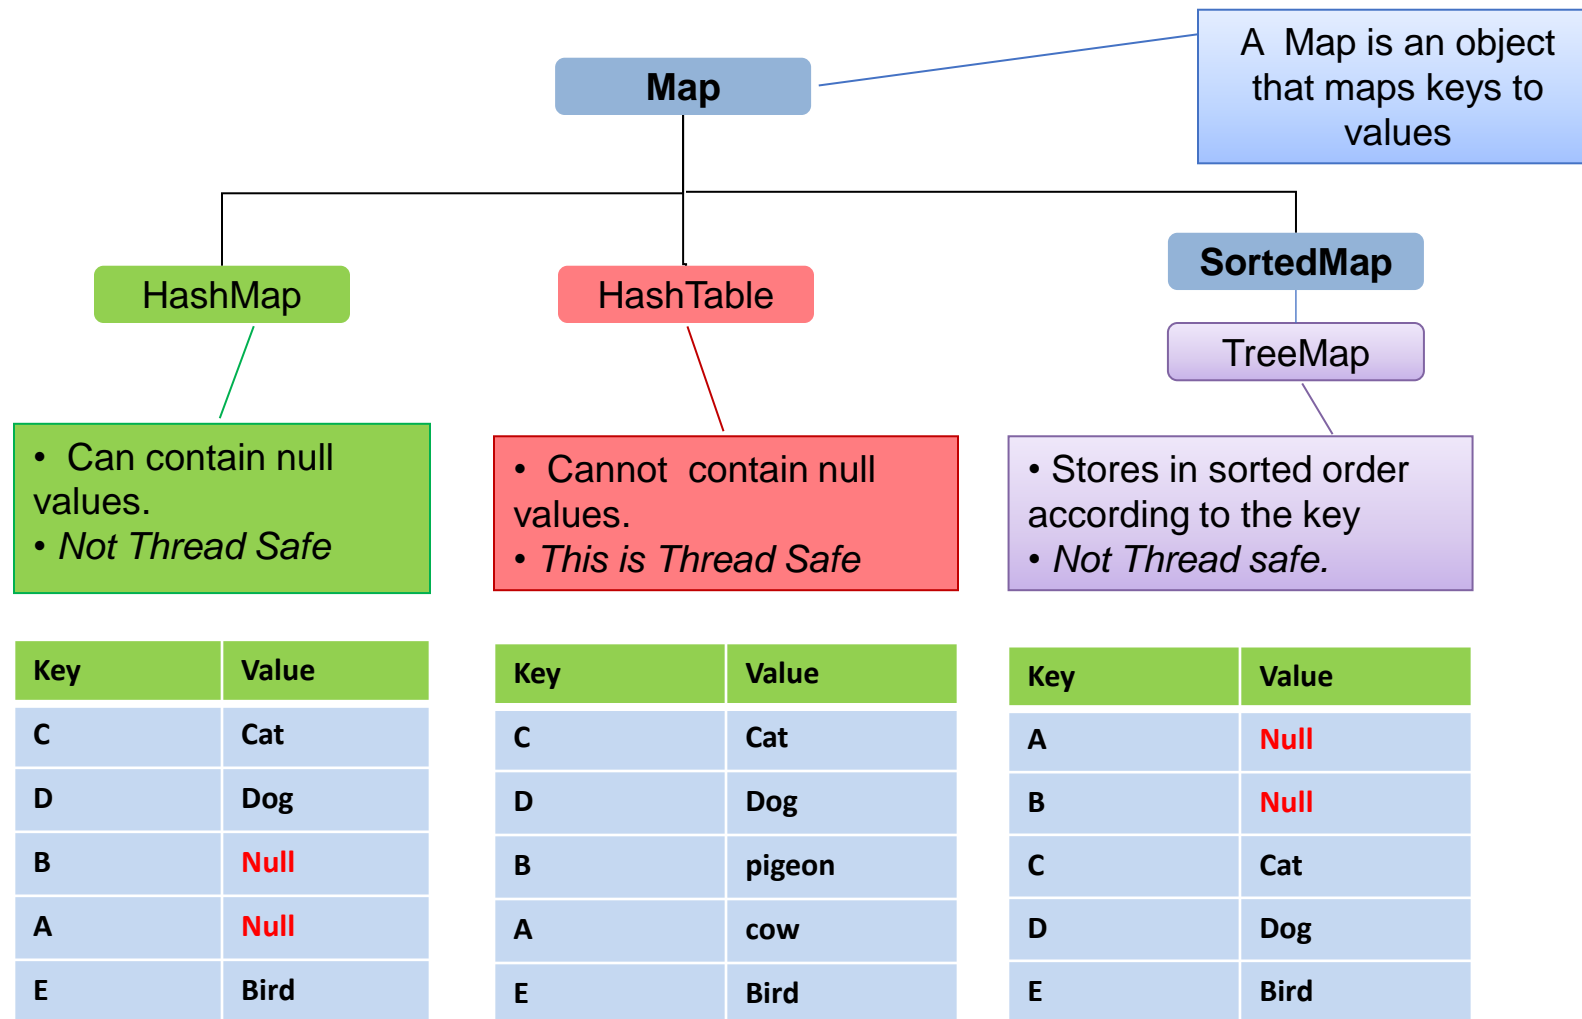 A Map is an object
that maps keys to
values
Map
HashMap
HashTable
SortedMap
TreeMap
• Can contain null
values.
• Not Thread Safe
• Cannot contain null
values.
• This is Thread Safe
• Stores in sorted order
according to the key
• Not Thread safe.
Key Value
C Cat
D Dog
B Null
A Null
E Bird
Key Value
C Cat
D Dog
B pigeon
A cow
E Bird
Key Value
A Null
B Null
C Cat
D Dog
E Bird